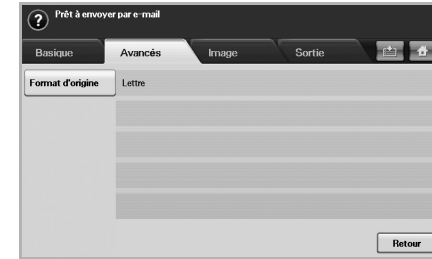 Prêt à envoyer par e-mail
Basique Avancés Image Sortie
Format d'origine Lettre
Retour